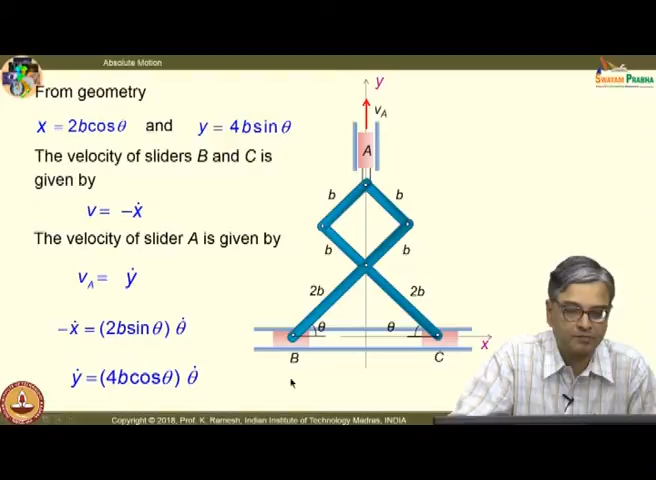 Absolute Motion
SWAYAM PRABHA
From geometry
x = 2bcosθ and y = 4bsinθ
The velocity of sliders B and C is
given by
v = −ẋ
The velocity of slider A is given by
v_A = ẏ
−ẋ = (2bsinθ) θ̇
ẏ = (4bcosθ) θ̇
y
v_A
A
b b
b b
2b 2b
θ θ
x
B C
Copyright © 2018, Prof. K. Ramesh, Indian Institute of Technology Madras, INDIA